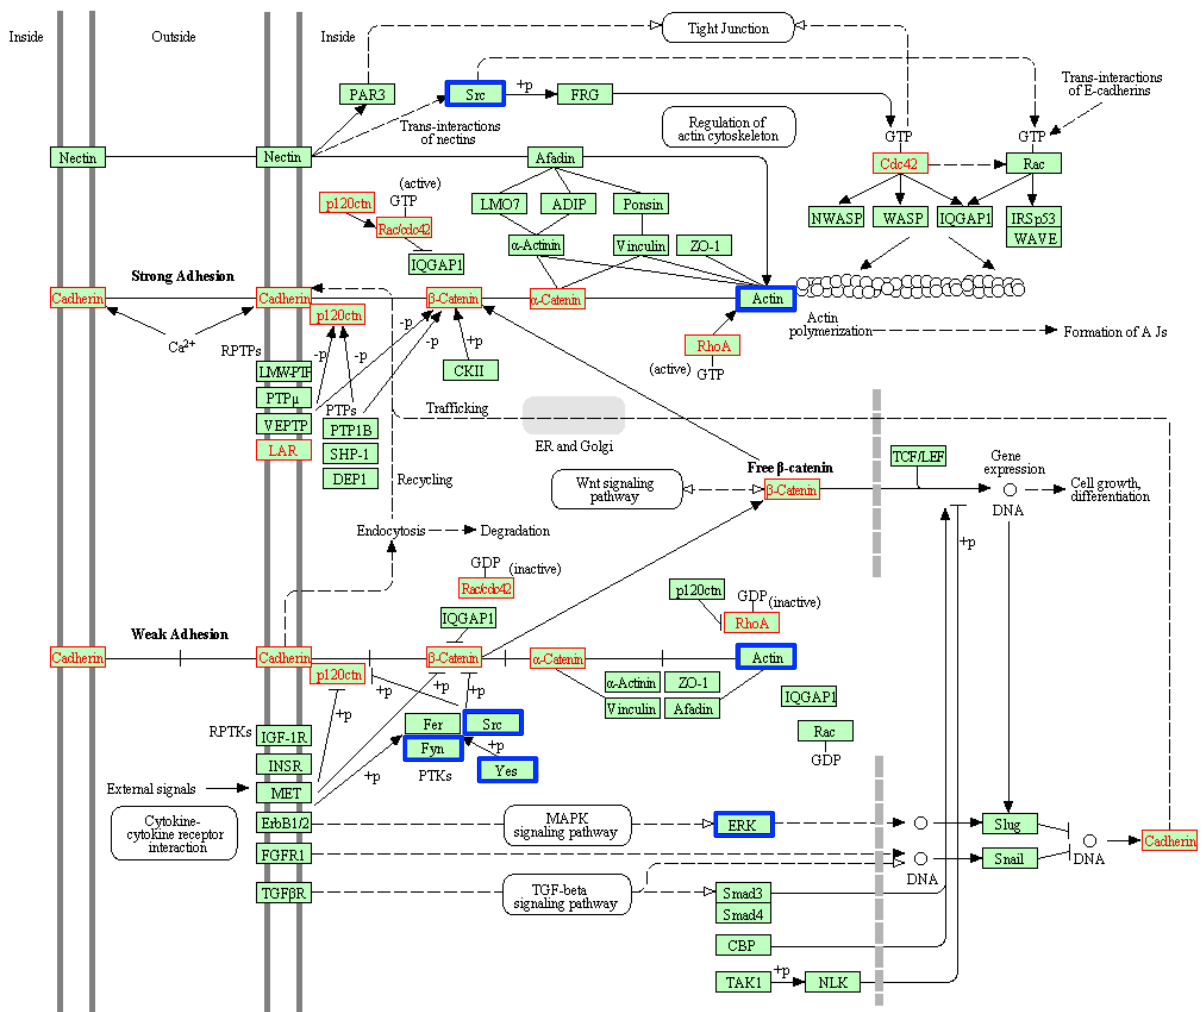 Inside
Outside
Inside
Tight Junction
PAR3
Src
+p
FRG
Trans-interactions
of E-cadherins
Trans-interactions
of nectins
Regulation of
actin cytoskeleton
GTP
GTP
Nectin
Nectin
Afadin
Cdc42
Rac
(active)
GTP
p120ctn
Rac/cdc42
IQGAP1
LMO7
ADIP
Ponsin
α-Actinin
Vinculin
ZO-1
NWASP
WASP
IQGAP1
IRSp53
WAVE
Strong Adhesion
Cadherin
Cadherin
p120ctn
β-Catenin
α-Catenin
Actin
Actin
polymerization
Formation of AJs
Ca2+
RPTPs
-p
-p
-p
-p
+p
CKII
RhoA
(active)
GTP
LMW-PTP
PTPμ
VEPTP
LAR
PTPs
PTP1B
SHP-1
DEP1
Trafficking
ER and Golgi
Recycling
Free β-catenin
Wnt signaling
pathway
β-Catenin
TCF/LEF
Gene
expression
DNA
Cell growth,
differentiation
+p
Endocytosis
Degradation
GDP
(inactive)
Rac/cdc42
IQGAP1
p120ctn
GDP
(inactive)
RhoA
Weak Adhesion
Cadherin
Cadherin
p120ctn
β-Catenin
α-Catenin
Actin
α-Actinin
ZO-1
Vinculin
Afadin
IQGAP1
Rac
GDP
+p
+p
+p
+p
+p
+p
RPTKs
IGF-1R
INSR
MET
ErbB1/2
FGFR1
TGFβR
Fer
Src
Fyn
Yes
PTKs
External signals
Cytokine-
cytokine receptor
interaction
MAPK
signaling pathway
ERK
TGF-beta
signaling pathway
Smad3
Smad4
CBP
TAK1
+p
NLK
DNA
Slug
Snail
DNA
Cadherin